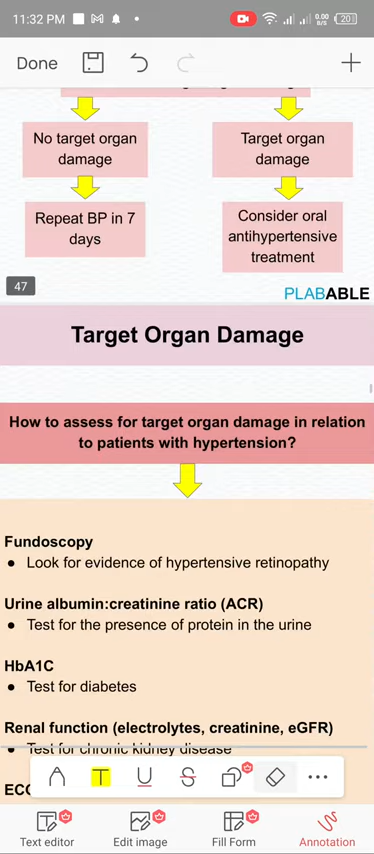 11:32 PM
0.00
B/S
20
Done
No target organ
damage
Target organ
damage
Repeat BP in 7
days
Consider oral
antihypertensive
treatment
47
PLABABLE
Target Organ Damage
How to assess for target organ damage in relation
to patients with hypertension?
Fundoscopy
● Look for evidence of hypertensive retinopathy
Urine albumin:creatinine ratio (ACR)
● Test for the presence of protein in the urine
HbA1C
● Test for diabetes
Renal function (electrolytes, creatinine, eGFR)
● Test for chronic kidney disease
T
U
S
Text editor
Edit image
Fill Form
Annotation